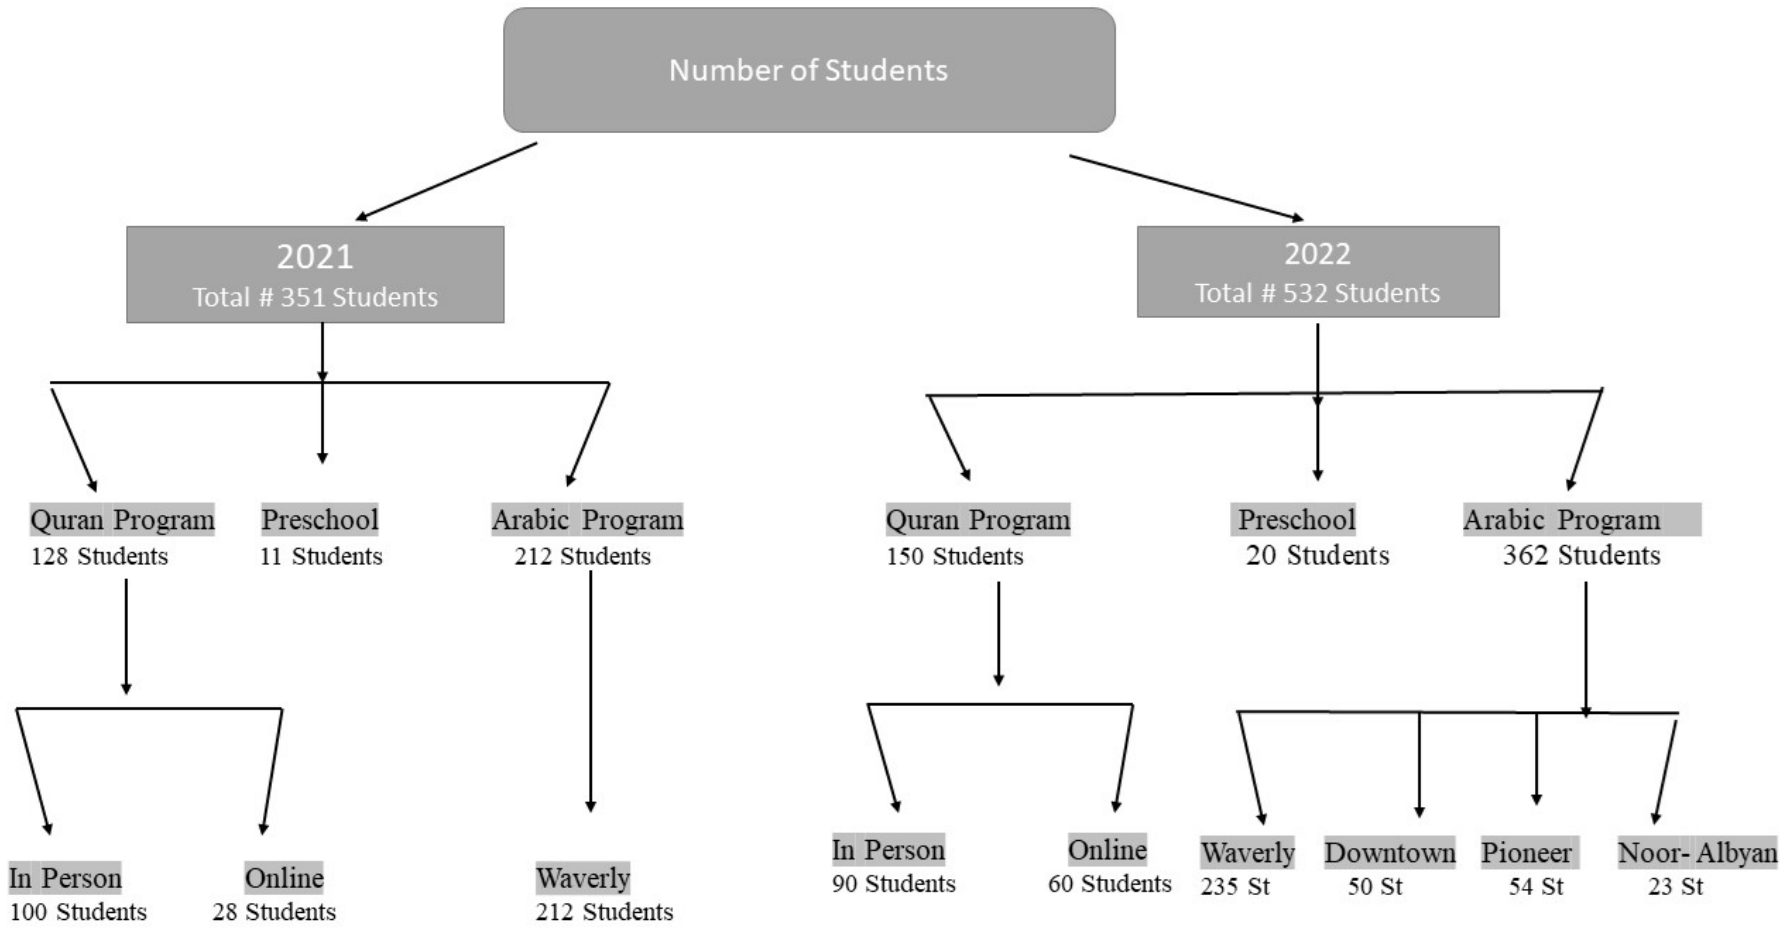 Number of Students
2021
Total # 351 Students
2022
Total # 532 Students
Quran Program
128 Students
Preschool
11 Students
Arabic Program
212 Students
Quran Program
150 Students
Preschool
20 Students
Arabic Program
362 Students
In Person
100 Students
Online
28 Students
Waverly
212 Students
In Person
90 Students
Online
60 Students
Waverly
235 St
Downtown
50 St
Pioneer
54 St
Noor- Albyan
23 St